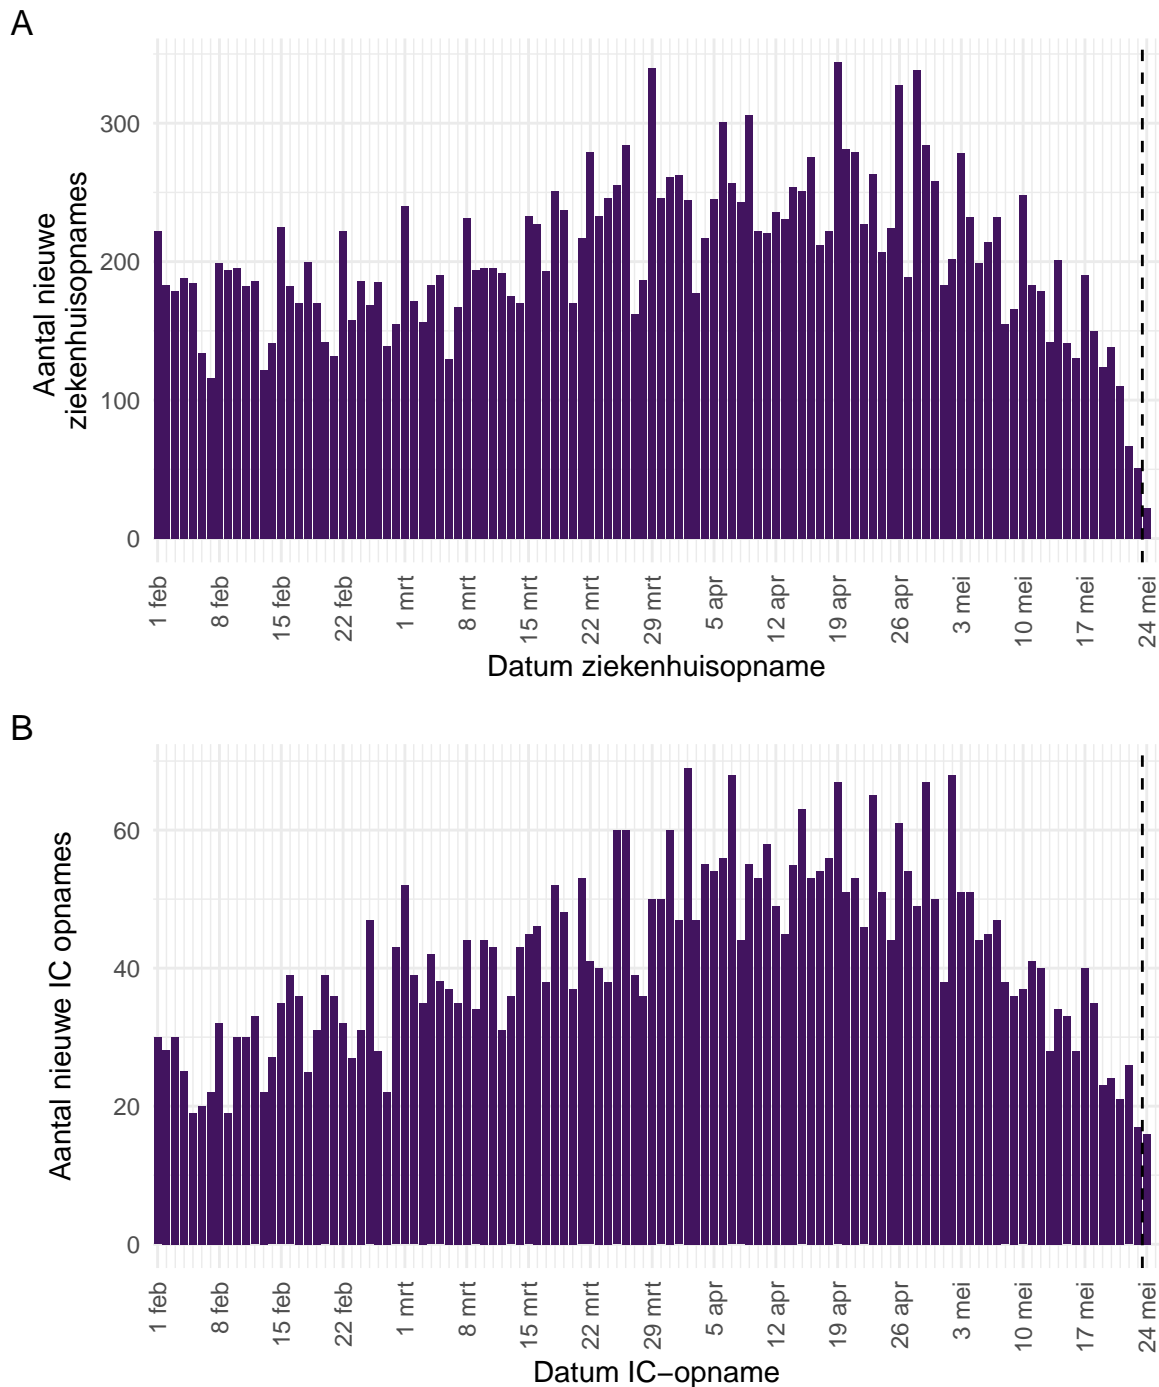 A
Aantal nieuwe
ziekenhuisopnames
300
200
100
0
1 feb
8 feb
15 feb
22 feb
1 mrt
8 mrt
15 mrt
22 mrt
29 mrt
5 apr
12 apr
19 apr
26 apr
3 mei
10 mei
17 mei
24 mei
Datum ziekenhuisopname
B
Aantal nieuwe IC opnames
60
40
20
0
1 feb
8 feb
15 feb
22 feb
1 mrt
8 mrt
15 mrt
22 mrt
29 mrt
5 apr
12 apr
19 apr
26 apr
3 mei
10 mei
17 mei
24 mei
Datum IC−opname